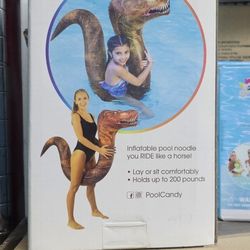 Inflatable pool noodle
you RIDE like a horse!
• Lay or sit comfortably
• Holds up to 200 pounds
PoolCandy